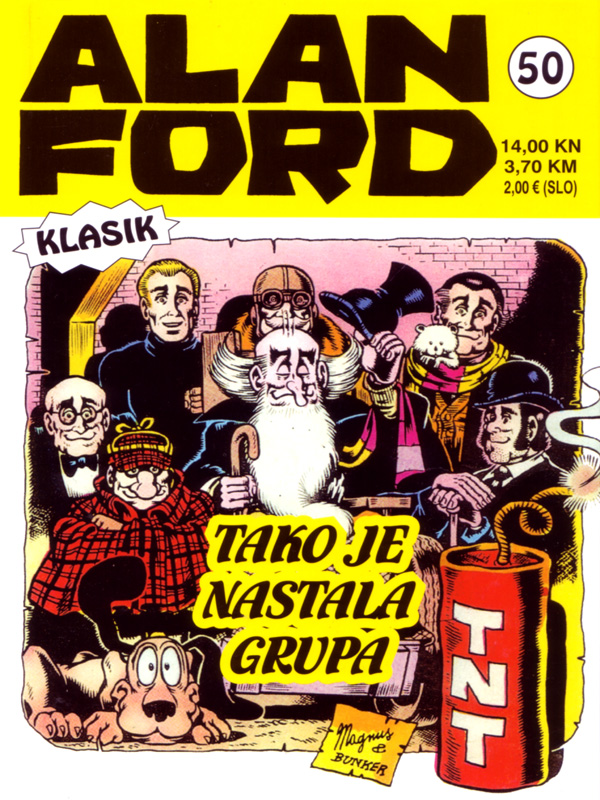 ALAN
FORD
50
14,00 KN
3,70 KM
2,00 € (SLO)
KLASIK
TAKO JE
NASTALA
GRUPA
TNT
Magnus
&
BUNKER